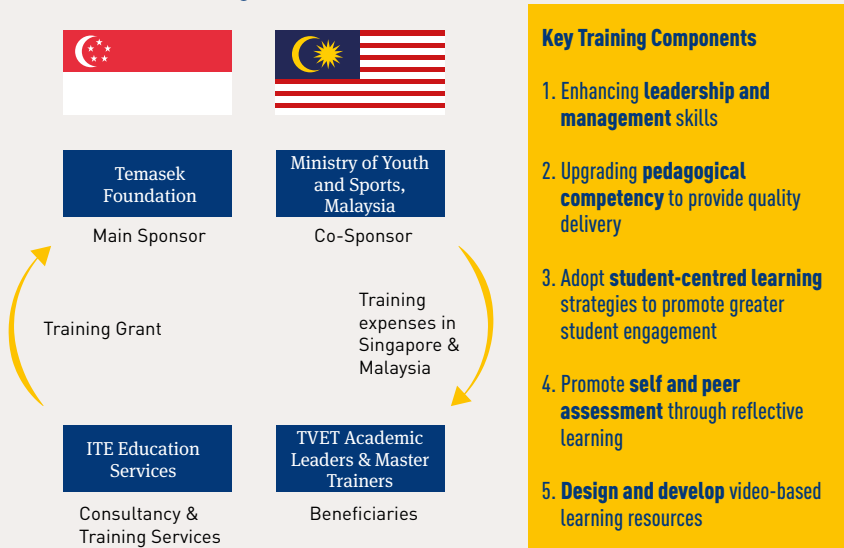 Temasek
Foundation
Main Sponsor
Ministry of Youth
and Sports,
Malaysia
Co-Sponsor
Training Grant
Training
expenses in
Singapore &
Malaysia
ITE Education
Services
Consultancy &
Training Services
TVET Academic
Leaders & Master
Trainers
Beneficiaries
Key Training Components
1. Enhancing leadership and
management skills
2. Upgrading pedagogical
competency to provide quality
delivery
3. Adopt student-centred learning
strategies to promote greater
student engagement
4. Promote self and peer
assessment through reflective
learning
5. Design and develop video-based
learning resources